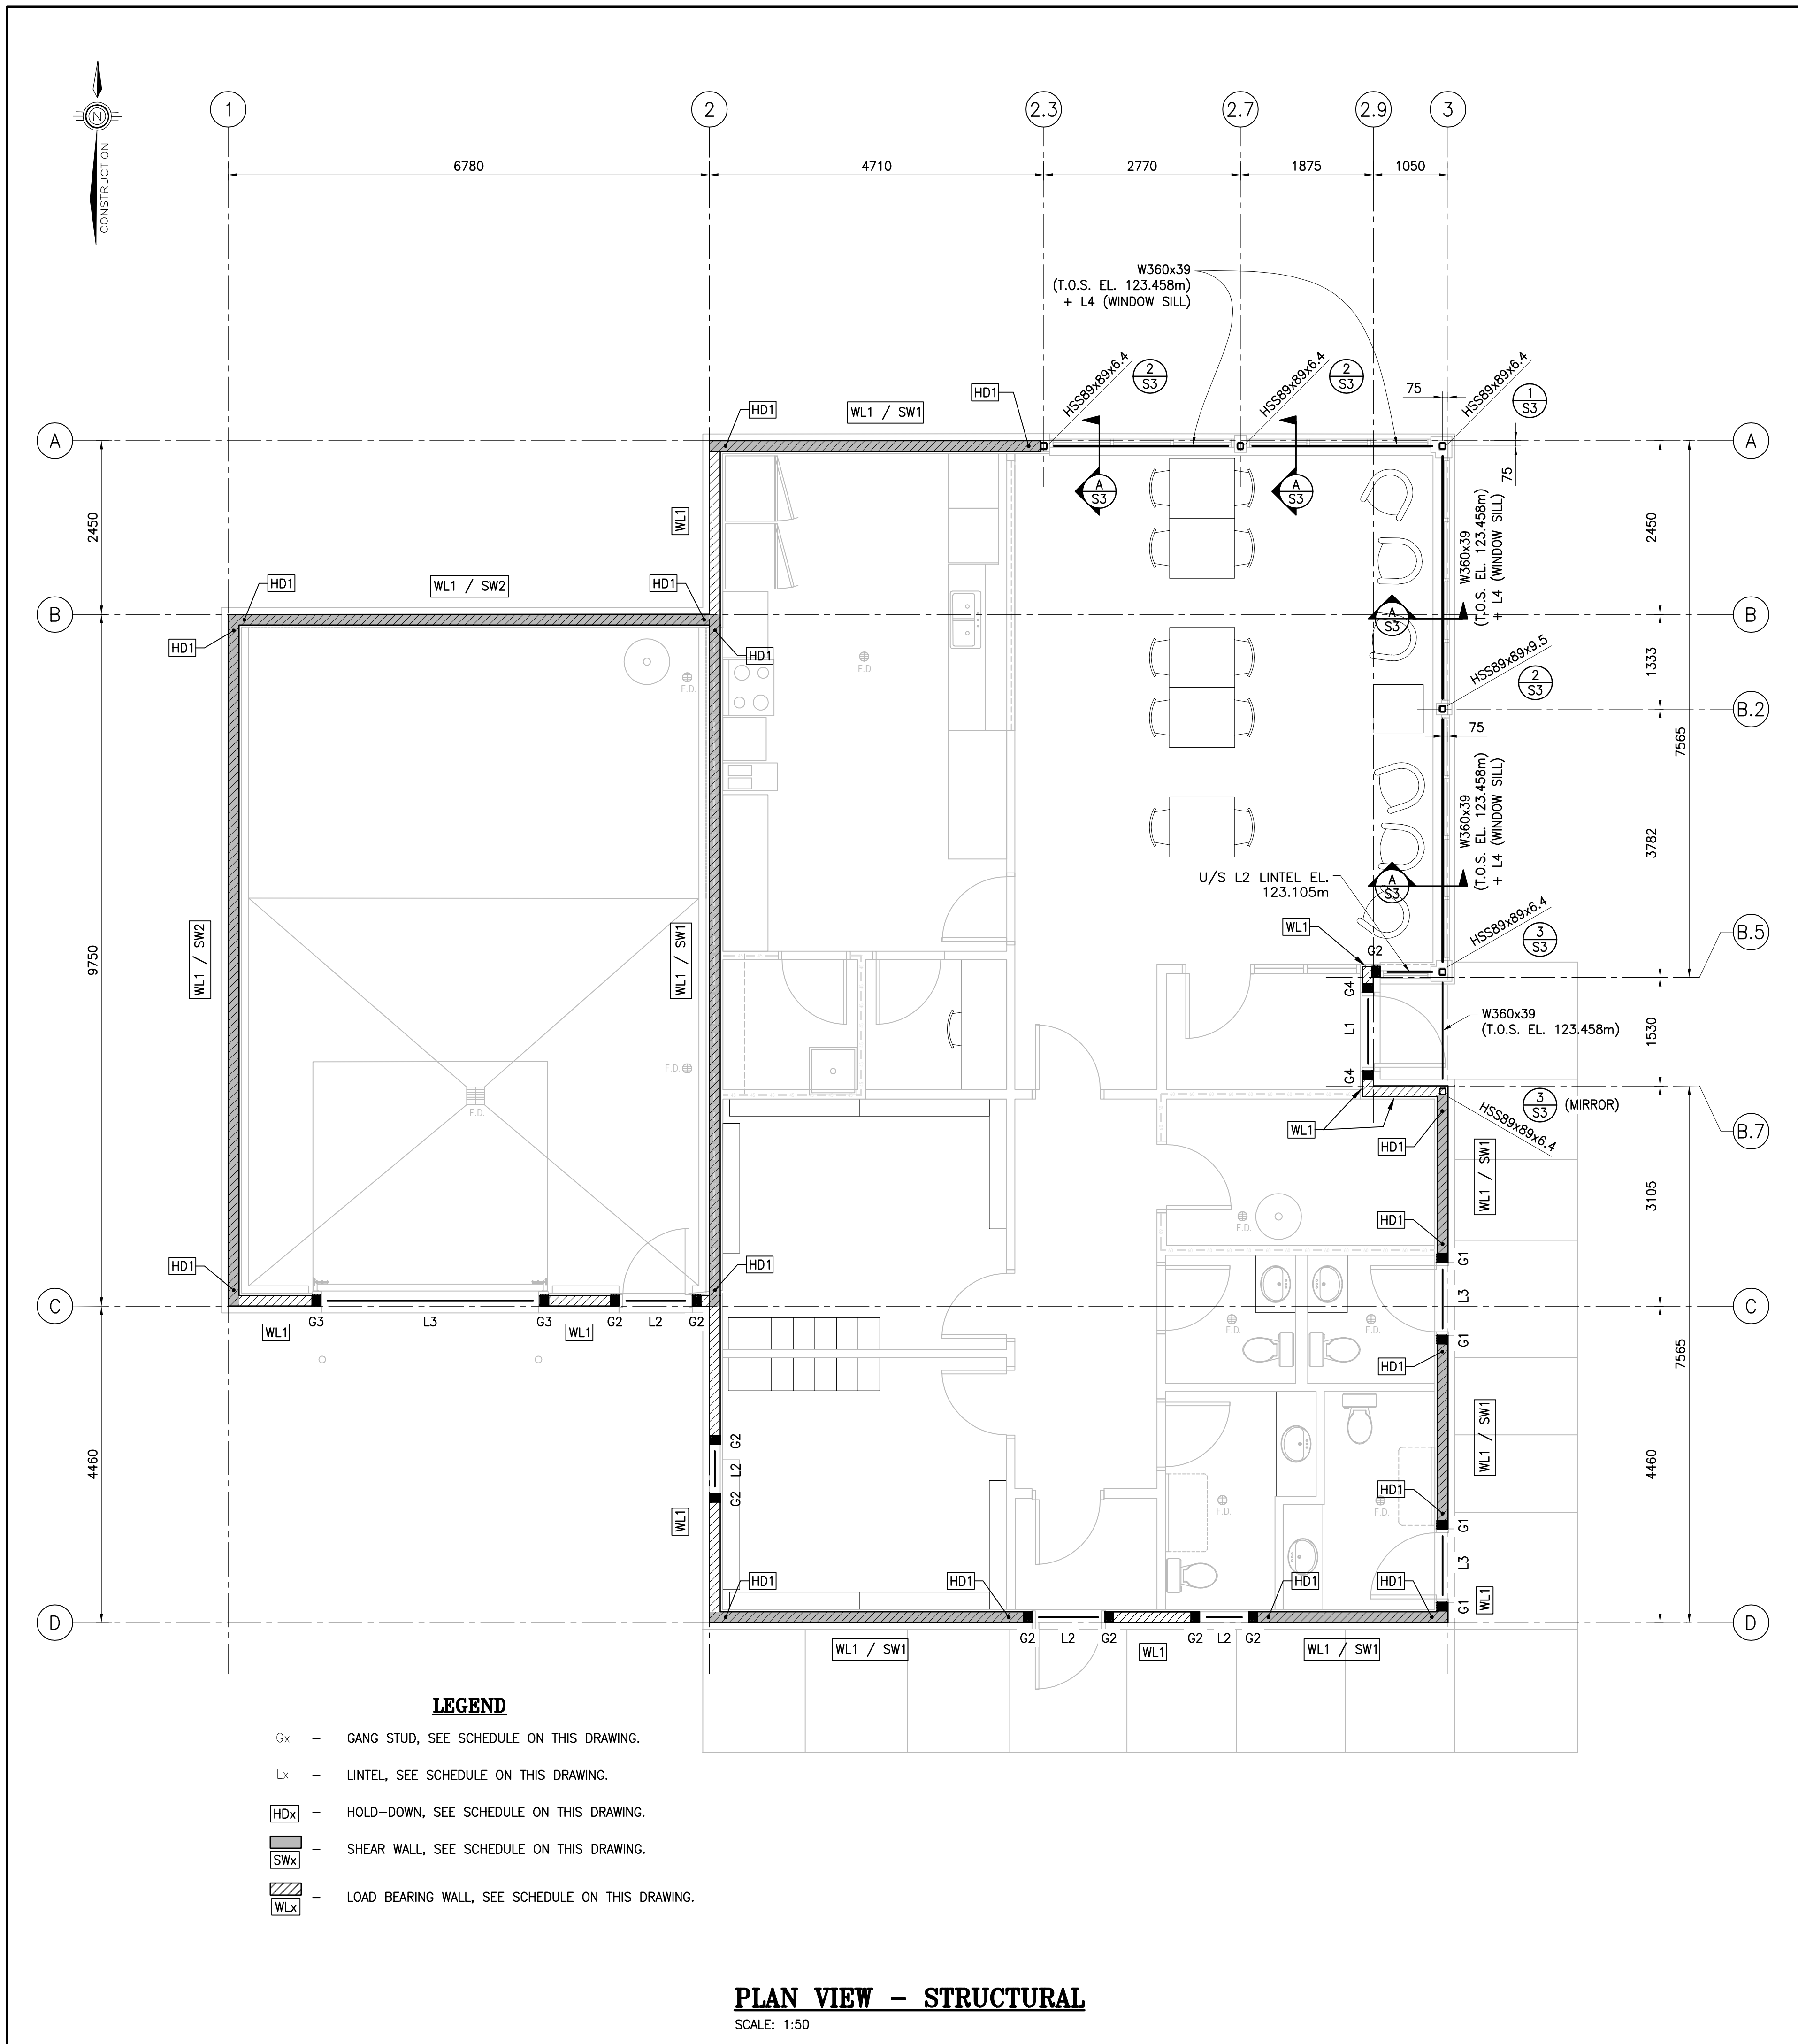 N
CONSTRUCTION
1
2
2.3
2.7
2.9
3
6780
4710
2770
1875
1050
W360x39
(T.O.S. EL. 123.458m)
+ L4 (WINDOW SILL)
HSS89x89x6.4
2
S3
HSS89x89x6.4
2
S3
75
HSS89x89x6.4
1
S3
HD1
WL1 / SW1
HD1
A
A
75
A
S3
A
S3
2450
WL1
2450
W360x39
(T.O.S. EL. 123.458m)
+ L4 (WINDOW SILL)
HD1
WL1 / SW2
HD1
B
A
S3
B
HD1
HD1
F.D.
F.D.
HSS89x89x9.5
2
S3
1333
B.2
75
7565
W360x39
(T.O.S. EL. 123.458m)
+ L4 (WINDOW SILL)
3782
U/S L2 LINTEL EL.
123.105m
A
S3
HSS89x89x6.4
3
S3
B.5
WL1
G2
9750
WL1 / SW2
WL1 / SW1
G4
L1
G4
W360x39
(T.O.S. EL. 123.458m)
1530
F.D.
F.D.
3
S3
(MIRROR)
HSS89x89x6.4
WL1
HD1
B.7
WL1 / SW1
3105
F.D.
HD1
G1
HD1
HD1
L3
C
C
WL1
G3
L3
G3
WL1
G2
L2
G2
F.D.
F.D.
G1
HD1
7565
4460
G2
L2
G2
WL1
WL1 / SW1
4460
HD1
F.D.
F.D.
G1
L3
HD1
HD1
HD1
HD1
G1
WL1
D
D
G2
L2
G2
G2
L2
G2
WL1 / SW1
WL1
WL1 / SW1
LEGEND
Gx – GANG STUD, SEE SCHEDULE ON THIS DRAWING.
Lx – LINTEL, SEE SCHEDULE ON THIS DRAWING.
HDx – HOLD-DOWN, SEE SCHEDULE ON THIS DRAWING.
SWx – SHEAR WALL, SEE SCHEDULE ON THIS DRAWING.
WLx – LOAD BEARING WALL, SEE SCHEDULE ON THIS DRAWING.
PLAN VIEW – STRUCTURAL
SCALE: 1:50